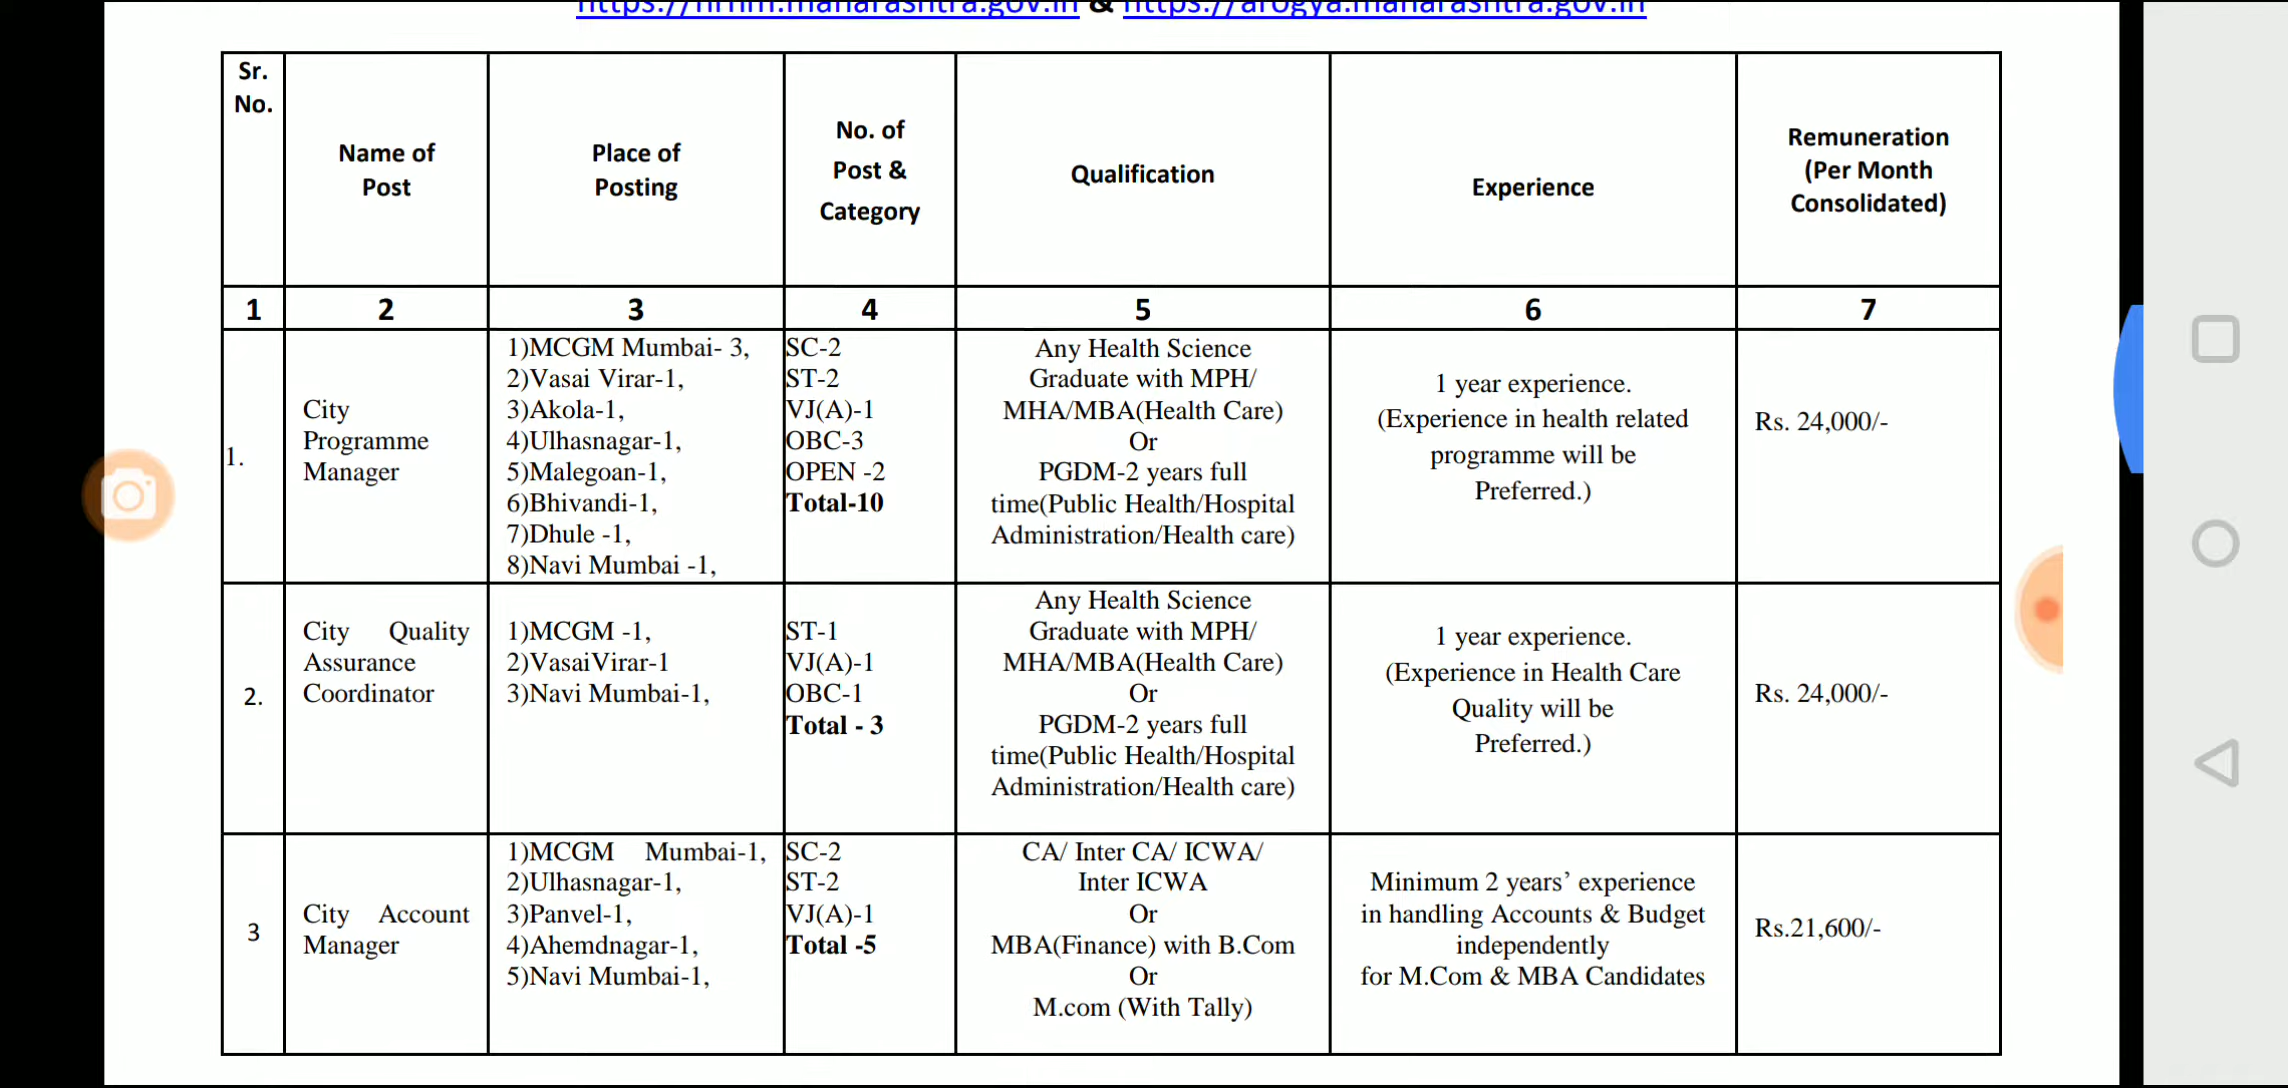 https://nrhm.maharashtra.gov.in & https://arogya.maharashtra.gov.in
Sr.
No.
Name of
Post
Place of
Posting
No. of
Post &
Category
Qualification
Experience
Remuneration
(Per Month
Consolidated)
1
2
3
4
5
6
7
1.
City
Programme
Manager
1)MCGM Mumbai- 3,
2)Vasai Virar-1,
3)Akola-1,
4)Ulhasnagar-1,
5)Malegoan-1,
6)Bhivandi-1,
7)Dhule -1,
8)Navi Mumbai -1,
SC-2
ST-2
VJ(A)-1
OBC-3
OPEN -2
Total-10
Any Health Science
Graduate with MPH/
MHA/MBA(Health Care)
Or
PGDM-2 years full
time(Public Health/Hospital
Administration/Health care)
1 year experience.
(Experience in health related
programme will be
Preferred.)
Rs. 24,000/-
2.
City Quality
Assurance
Coordinator
1)MCGM -1,
2)VasaiVirar-1
3)Navi Mumbai-1,
ST-1
VJ(A)-1
OBC-1
Total - 3
Any Health Science
Graduate with MPH/
MHA/MBA(Health Care)
Or
PGDM-2 years full
time(Public Health/Hospital
Administration/Health care)
1 year experience.
(Experience in Health Care
Quality will be
Preferred.)
Rs. 24,000/-
3
City Account
Manager
1)MCGM Mumbai-1,
2)Ulhasnagar-1,
3)Panvel-1,
4)Ahemdnagar-1,
5)Navi Mumbai-1,
SC-2
ST-2
VJ(A)-1
Total -5
CA/ Inter CA/ ICWA/
Inter ICWA
Or
MBA(Finance) with B.Com
Or
M.com (With Tally)
Minimum 2 years’ experience
in handling Accounts & Budget
independently
for M.Com & MBA Candidates
Rs.21,600/-